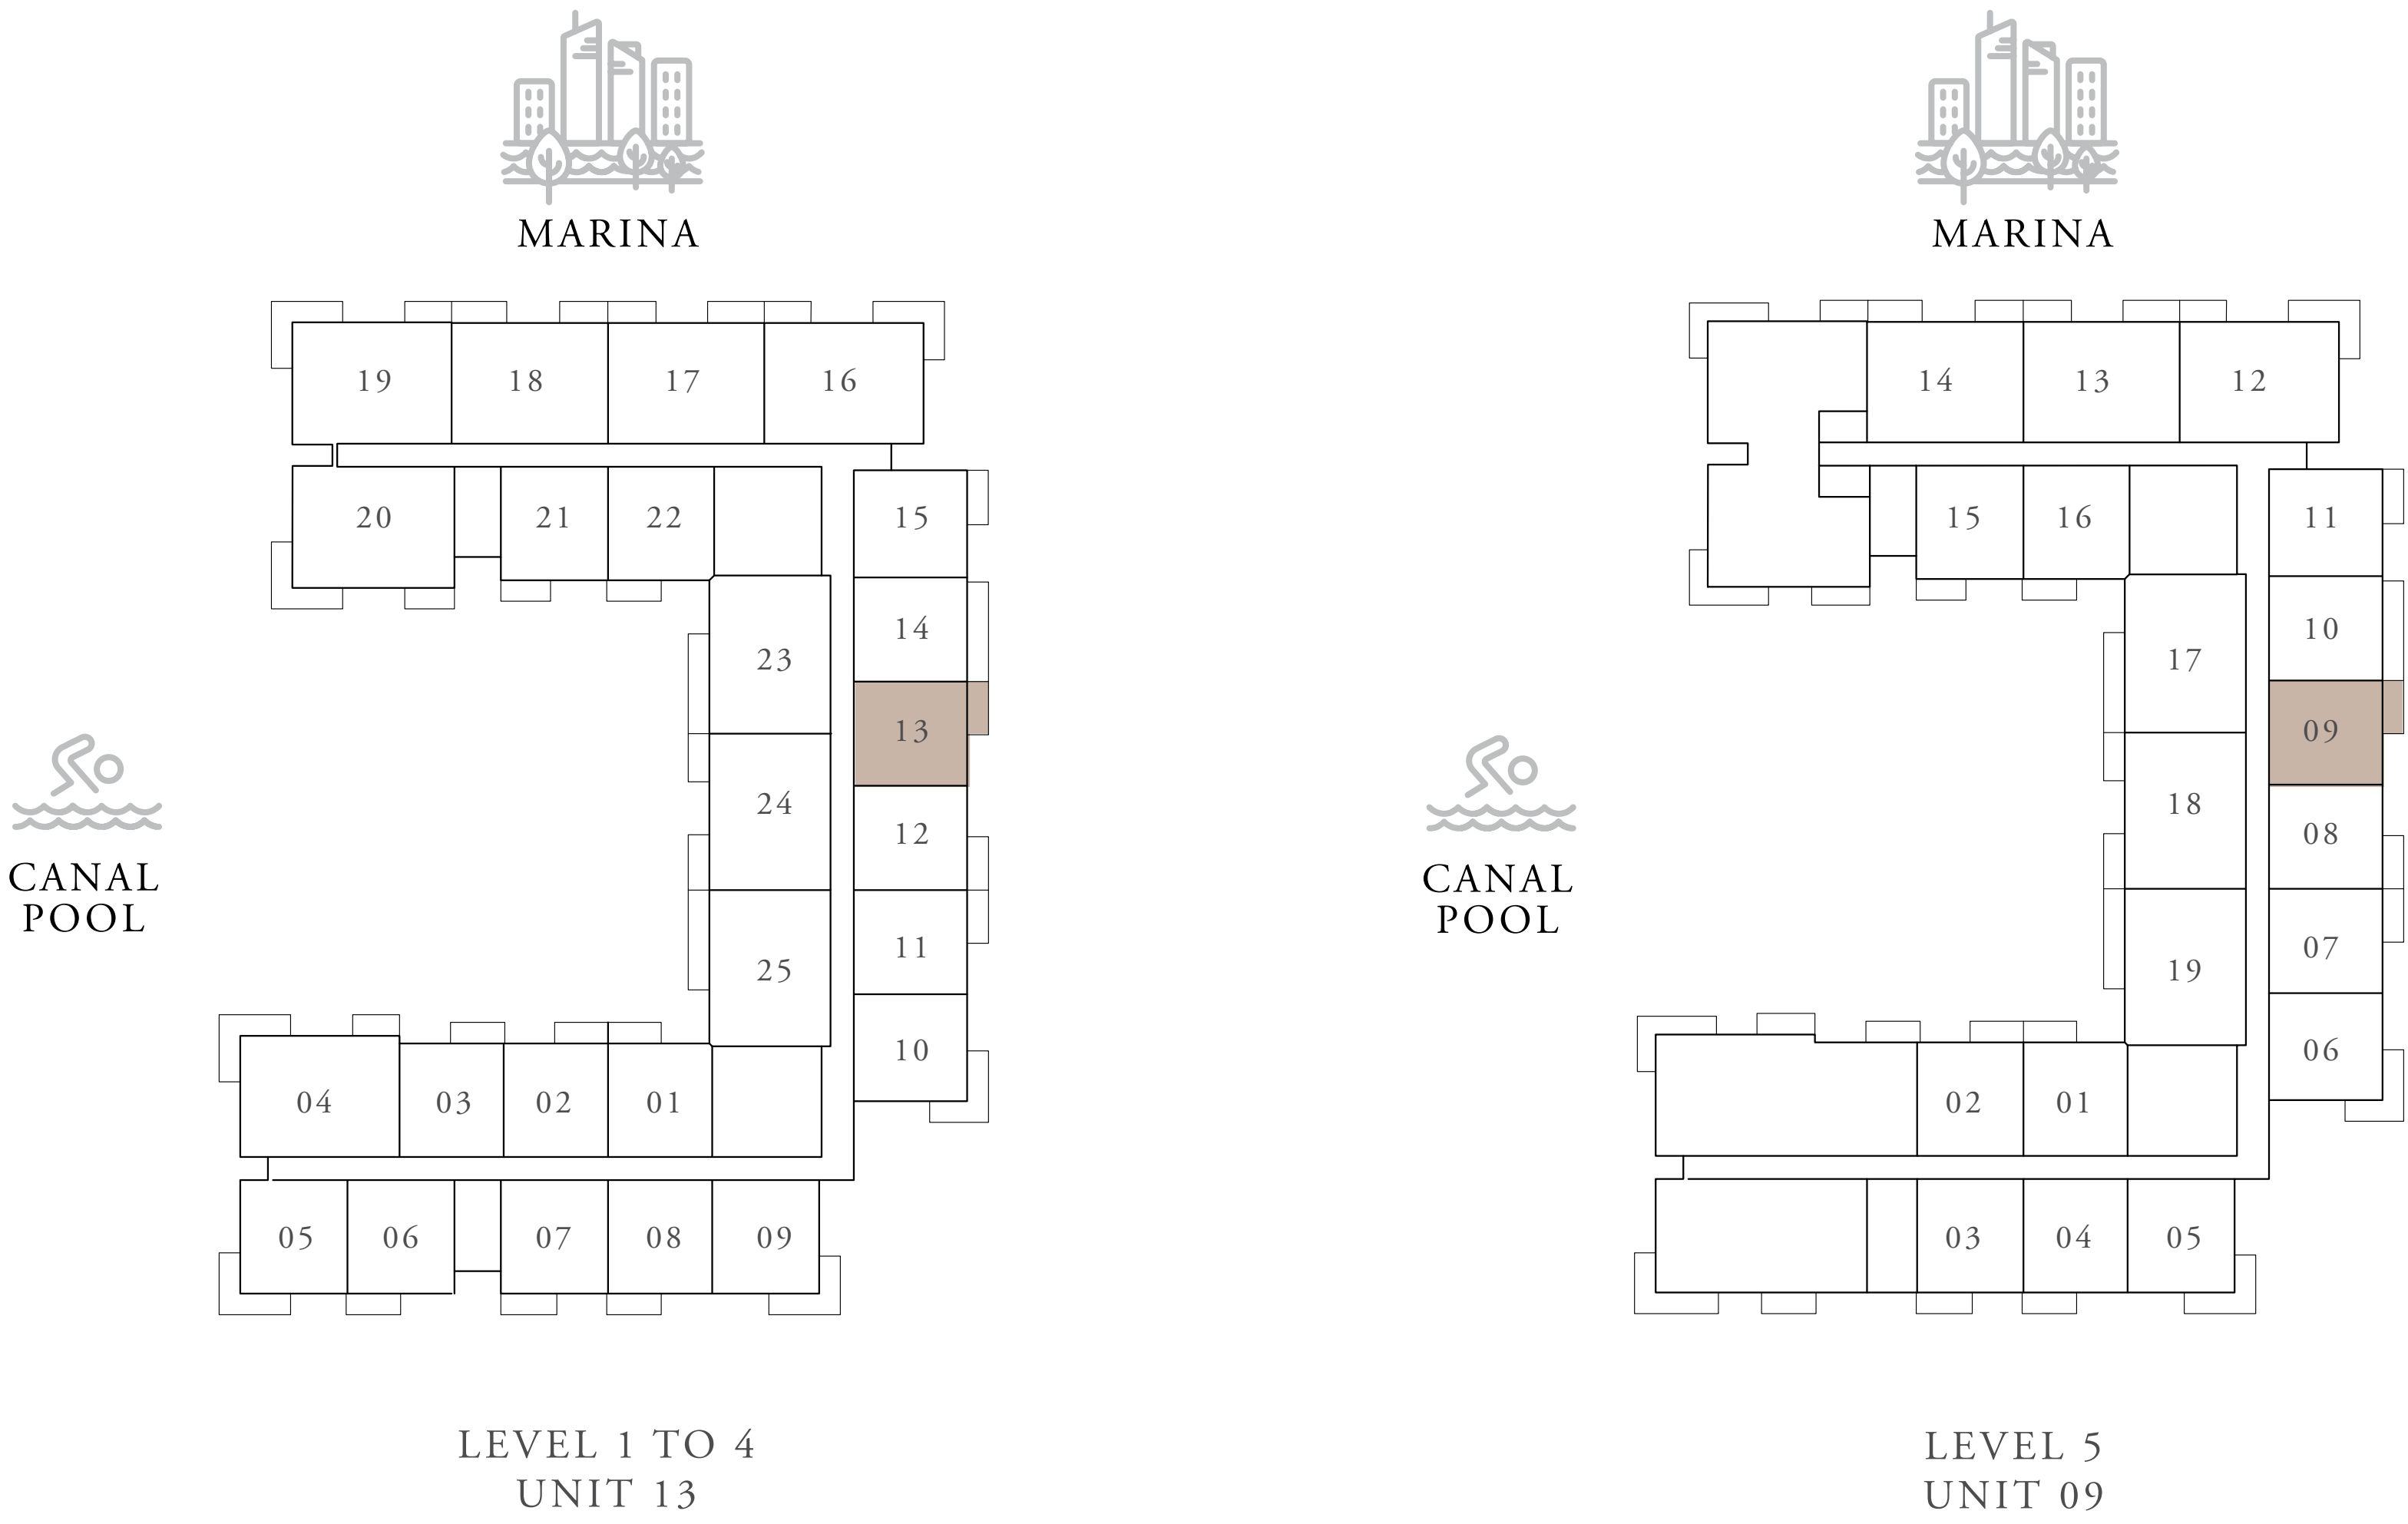 MARINA
19 18 17 16
20 21 22 15
14
23
13
24
12
25
11
10
04 03 02 01
05 06 07 08 09
CANAL
POOL
LEVEL 1 TO 4
UNIT 13
MARINA
14 13 12
15 16 11
10
17
09
18
08
19
07
06
02 01
03 04 05
CANAL
POOL
LEVEL 5
UNIT 09